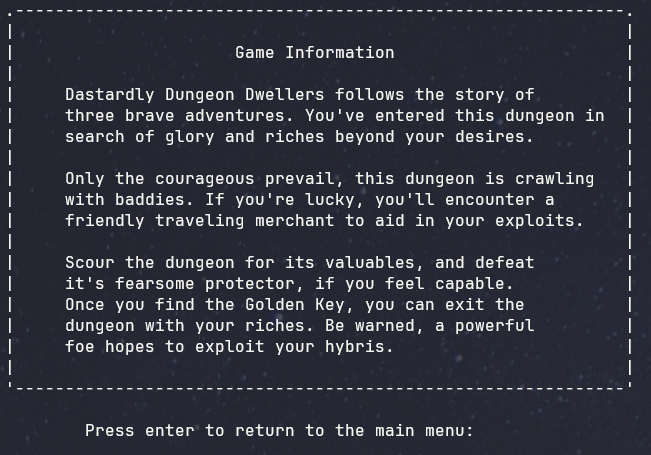 Game Information
Dastardly Dungeon Dwellers follows the story of
three brave adventures. You've entered this dungeon in
search of glory and riches beyond your desires.
Only the courageous prevail, this dungeon is crawling
with baddies. If you're lucky, you'll encounter a
friendly traveling merchant to aid in your exploits.
Scour the dungeon for its valuables, and defeat
it's fearsome protector, if you feel capable.
Once you find the Golden Key, you can exit the
dungeon with your riches. Be warned, a powerful
foe hopes to exploit your hybris.
Press enter to return to the main menu: